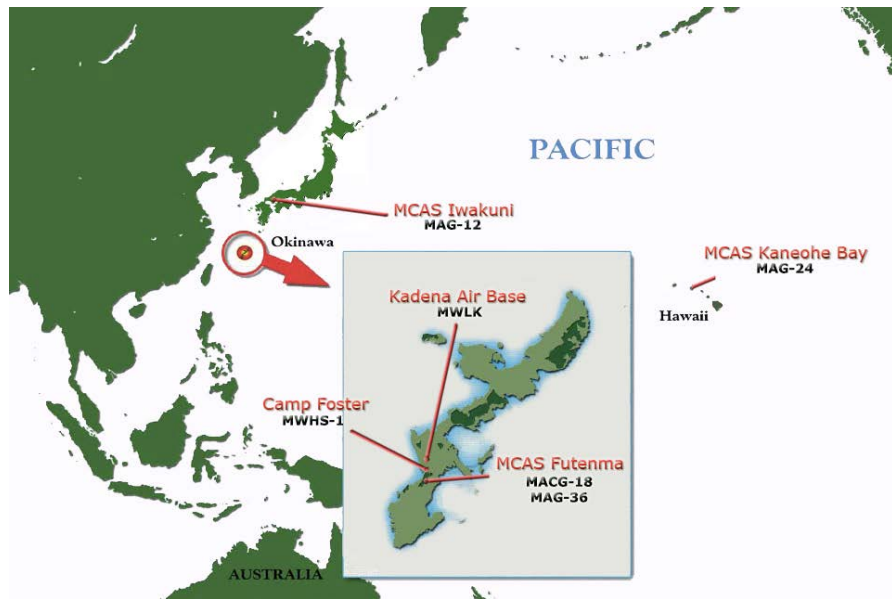 PACIFIC
MCAS Iwakuni
MAG-12
Okinawa
MCAS Kaneohe Bay
MAG-24
Hawaii
Kadena Air Base
MWLK
Camp Foster
MWHS-1
MCAS Futenma
MACG-18
MAG-36
AUSTRALIA